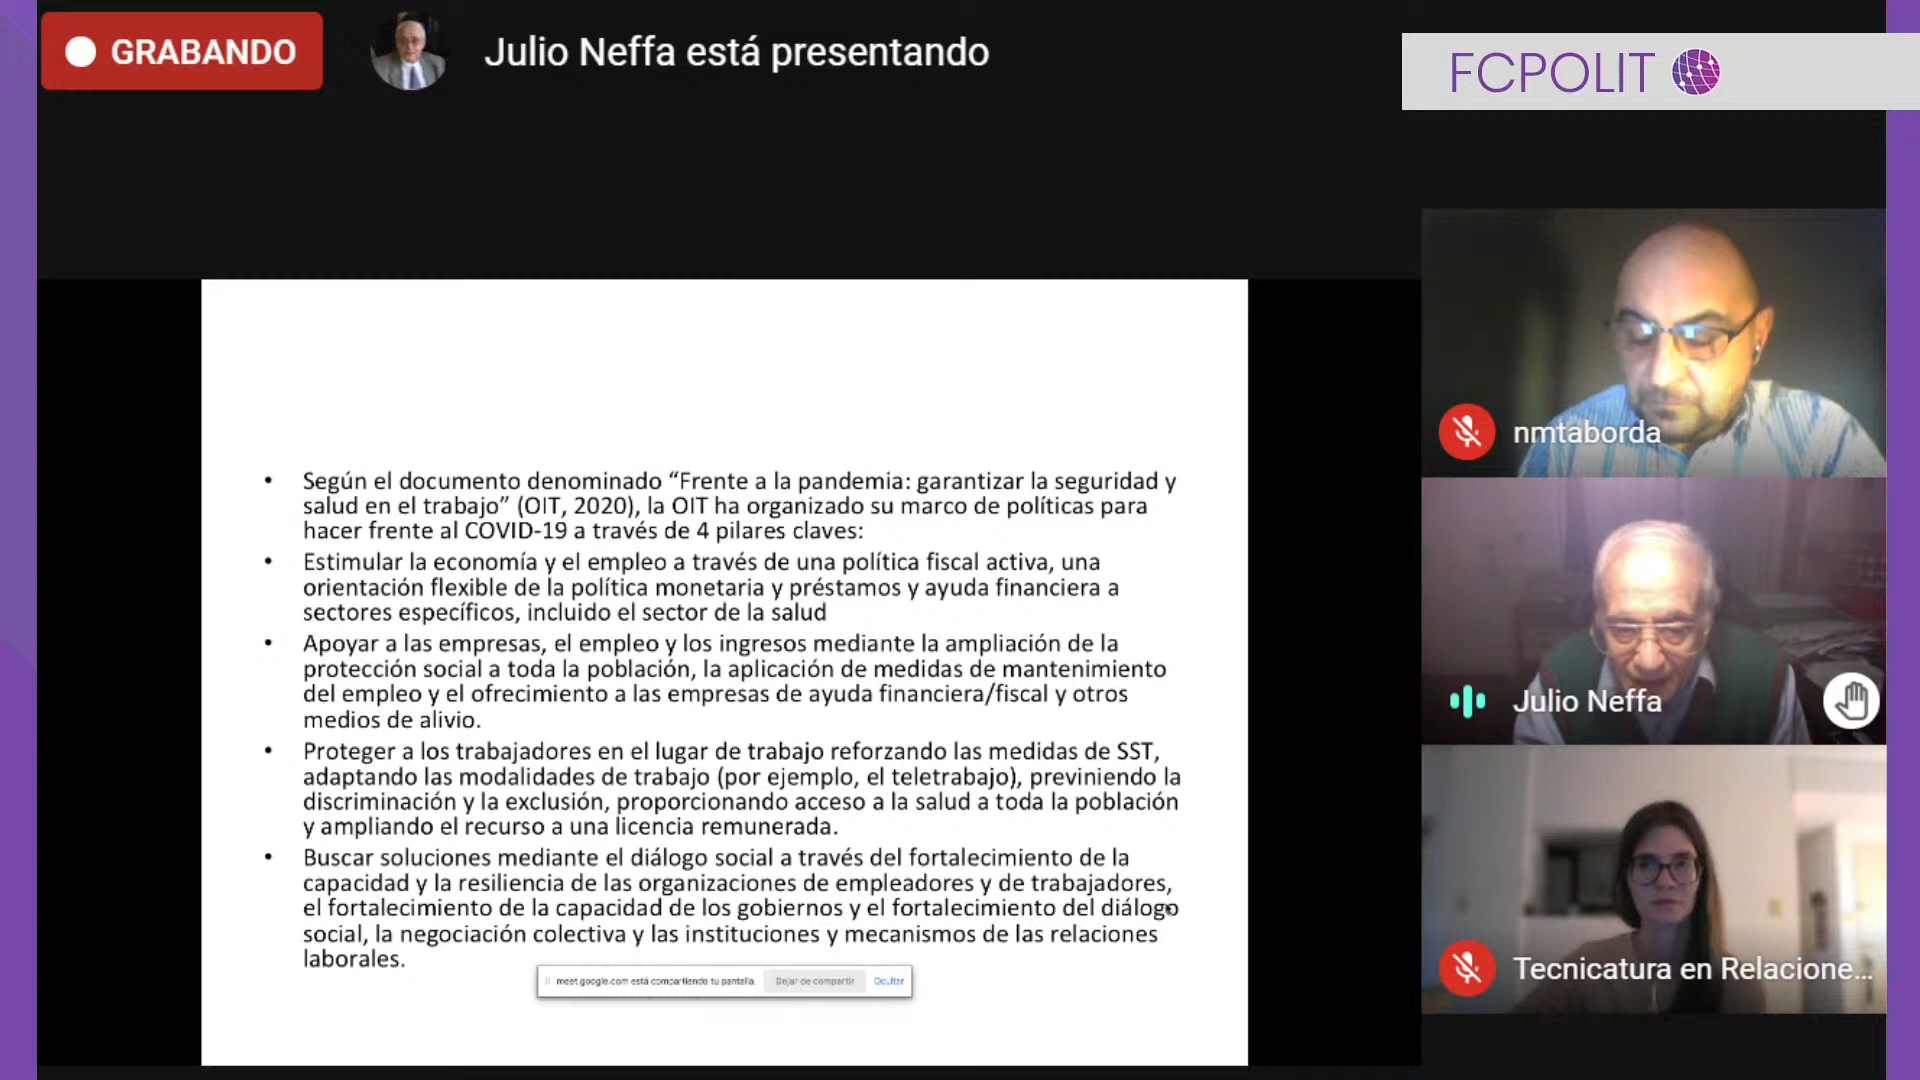 GRABANDO
Julio Neffa está presentando
FCPOLIT
• Según el documento denominado “Frente a la pandemia: garantizar la seguridad y
salud en el trabajo” (OIT, 2020), la OIT ha organizado su marco de políticas para
hacer frente al COVID-19 a través de 4 pilares claves:
• Estimular la economía y el empleo a través de una política fiscal activa, una
orientación flexible de la política monetaria y préstamos y ayuda financiera a
sectores específicos, incluido el sector de la salud
• Apoyar a las empresas, el empleo y los ingresos mediante la ampliación de la
protección social a toda la población, la aplicación de medidas de mantenimiento
del empleo y el ofrecimiento a las empresas de ayuda financiera/fiscal y otros
medios de alivio.
• Proteger a los trabajadores en el lugar de trabajo reforzando las medidas de SST,
adaptando las modalidades de trabajo (por ejemplo, el teletrabajo), previniendo la
discriminación y la exclusión, proporcionando acceso a la salud a toda la población
y ampliando el recurso a una licencia remunerada.
• Buscar soluciones mediante el diálogo social a través del fortalecimiento de la
capacidad y la resiliencia de las organizaciones de empleadores y de trabajadores,
el fortalecimiento de la capacidad de los gobiernos y el fortalecimiento del diálogo
social, la negociación colectiva y las instituciones y mecanismos de las relaciones
laborales.
meet.google.com está compartiendo tu pantalla. Dejar de compartir Ocultar
nmtaborda
Julio Neffa
Tecnicatura en Relacione...